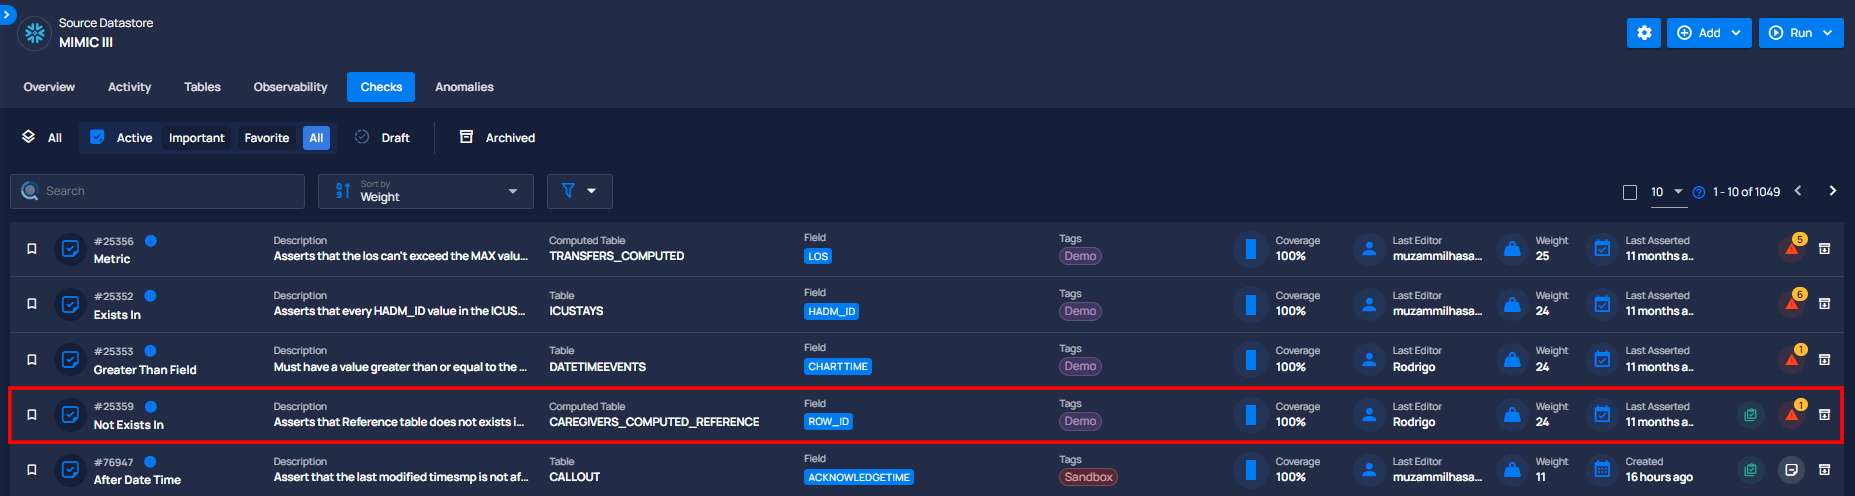 Source Datastore
MIMIC III
Add
Run
Overview Activity Tables Observability Checks Anomalies
All Active Important Favorite All Draft Archived
Search
Sort by
Weight
10 1 - 10 of 1049
#25356 Description Computed Table Field Tags Coverage Last Editor Weight Last Asserted 5
Metric Asserts that the los can't exceed the MAX valu... TRANSFERS_COMPUTED LOS Demo 100% muzammilhasa... 25 11 months a..
#25352 Description Table Field Tags Coverage Last Editor Weight Last Asserted 6
Exists In Asserts that every HADM_ID value in the ICUS... ICUSTAYS HADM_ID Demo 100% muzammilhasa... 24 11 months a..
#25353 Description Table Field Tags Coverage Last Editor Weight Last Asserted 1
Greater Than Field Must have a value greater than or equal to the ... DATETIMEEVENTS CHARTTIME Demo 100% Rodrigo 24 11 months a..
#25359 Description Computed Table Field Tags Coverage Last Editor Weight Last Asserted 1
Not Exists In Asserts that Reference table does not exists i... CAREGIVERS_COMPUTED_REFERENCE ROW_ID Demo 100% Rodrigo 24 11 months a..
#76947 Description Table Field Tags Coverage Last Editor Weight Created
After Date Time Assert that the last modified timesmp is not af... CALLOUT ACKNOWLEDGETIME Sandbox 100% muzammilhasa... 11 16 hours ago